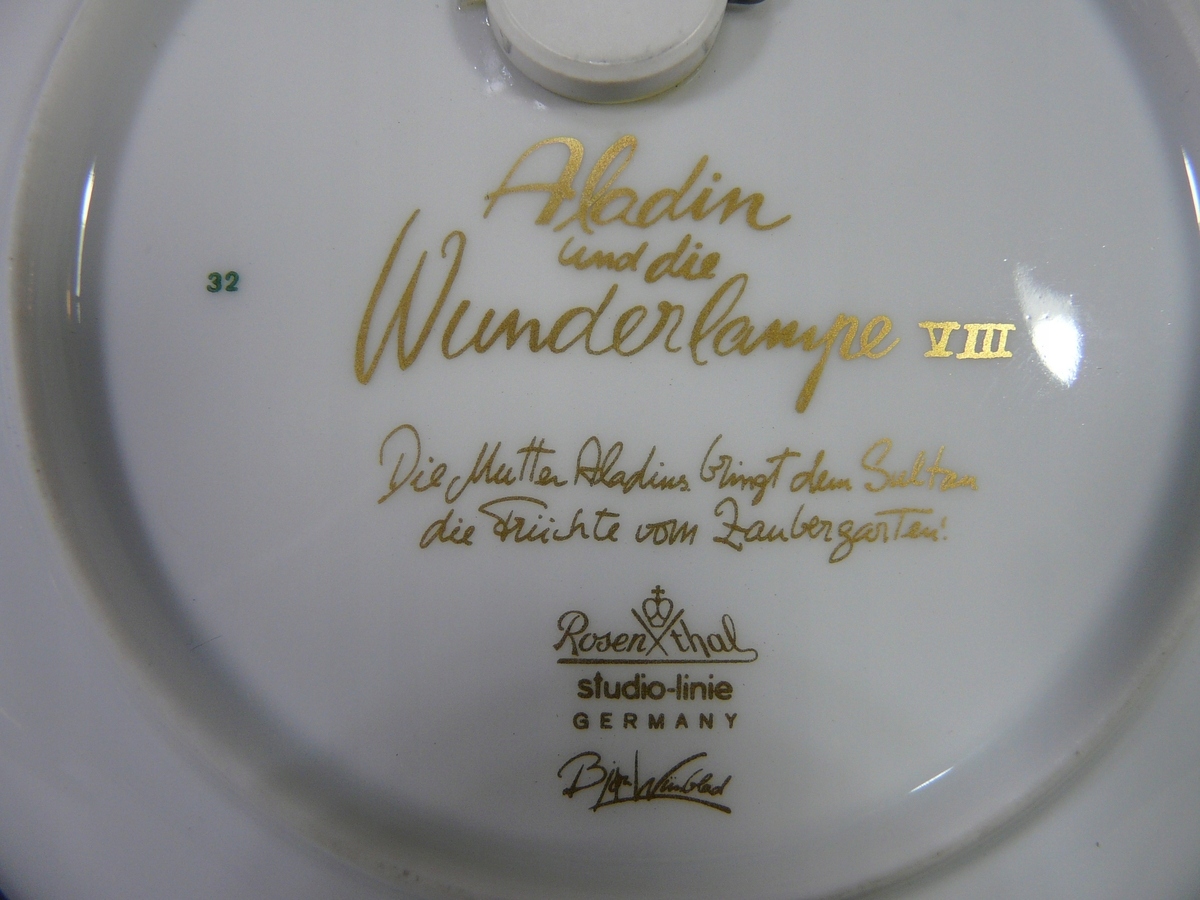 Aladin
und die
Wunderlampe VIII
32
Die Mutter Aladins bringt dem Sultan
die Früchte vom Zaubergarten!
Rosenthal
studio-linie
GERMANY
Bjørn Wiinblad